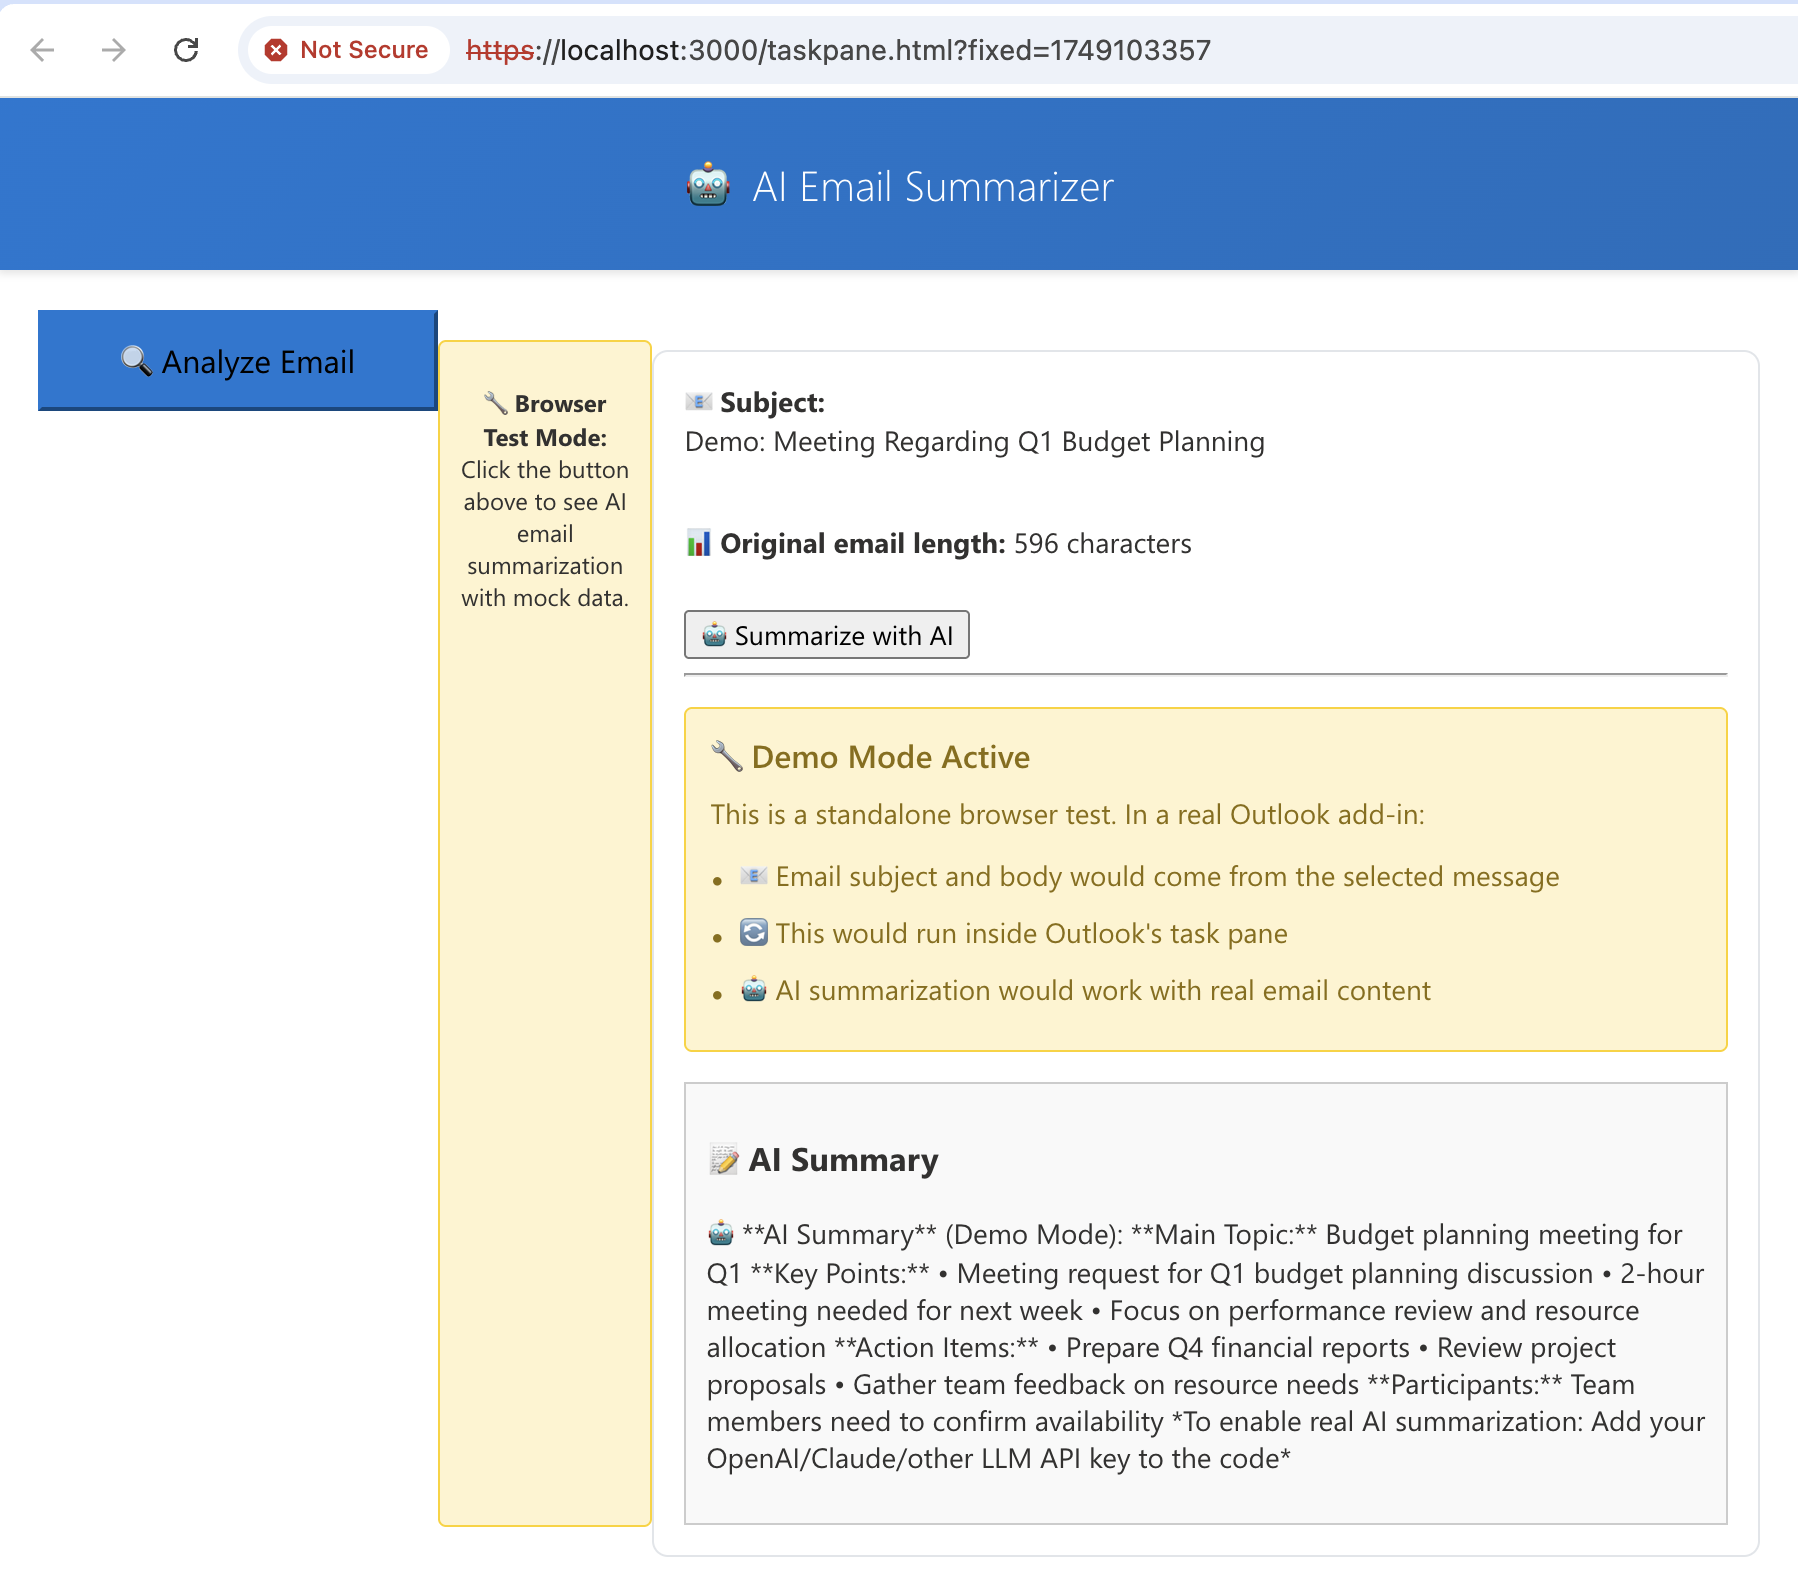 Not Secure https://localhost:3000/taskpane.html?fixed=1749103357
🤖 AI Email Summarizer
🔍 Analyze Email
🔧 Browser
Test Mode:
Click the button
above to see AI
email
summarization
with mock data.
📧 Subject:
Demo: Meeting Regarding Q1 Budget Planning
📊 Original email length: 596 characters
🤖 Summarize with AI
🔧 Demo Mode Active
This is a standalone browser test. In a real Outlook add-in:
• 📧 Email subject and body would come from the selected message
• 🔄 This would run inside Outlook's task pane
• 🤖 AI summarization would work with real email content
📝 AI Summary
🤖 **AI Summary** (Demo Mode): **Main Topic:** Budget planning meeting for
Q1 **Key Points:** • Meeting request for Q1 budget planning discussion • 2-hour
meeting needed for next week • Focus on performance review and resource
allocation **Action Items:** • Prepare Q4 financial reports • Review project
proposals • Gather team feedback on resource needs **Participants:** Team
members need to confirm availability *To enable real AI summarization: Add your
OpenAI/Claude/other LLM API key to the code*